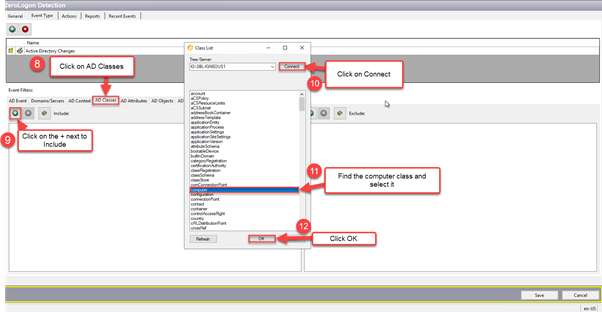 ZeroLogon Detection
General Event Type Actions Reports Recent Events
Name
Active Directory Changes
8
Click on AD Classes
Event Filters:
AD Event Domains/Servers AD Context AD Classes AD Attributes AD Objects AD
Include:
Exclude:
9
Click on the + next to
Include
Class List
Tree/Server:
Connect
10
Click on Connect
account
aCSPolicy
aCSResourceLimits
aCSSubnet
addressBookContainer
addressTemplate
applicationEntity
applicationProcess
applicationSettings
applicationSiteSettings
applicationVersion
attributeSchema
bootableDevice
builtinDomain
categoryRegistration
certificationAuthority
classRegistration
classSchema
classStore
comConnectionPoint
computer
configuration
connectionPoint
contact
container
controlAccessRight
country
cRLDistributionPoint
crossRef
11
Find the computer class and
select it
12
Click OK
Refresh
OK
Save
Cancel
en-US